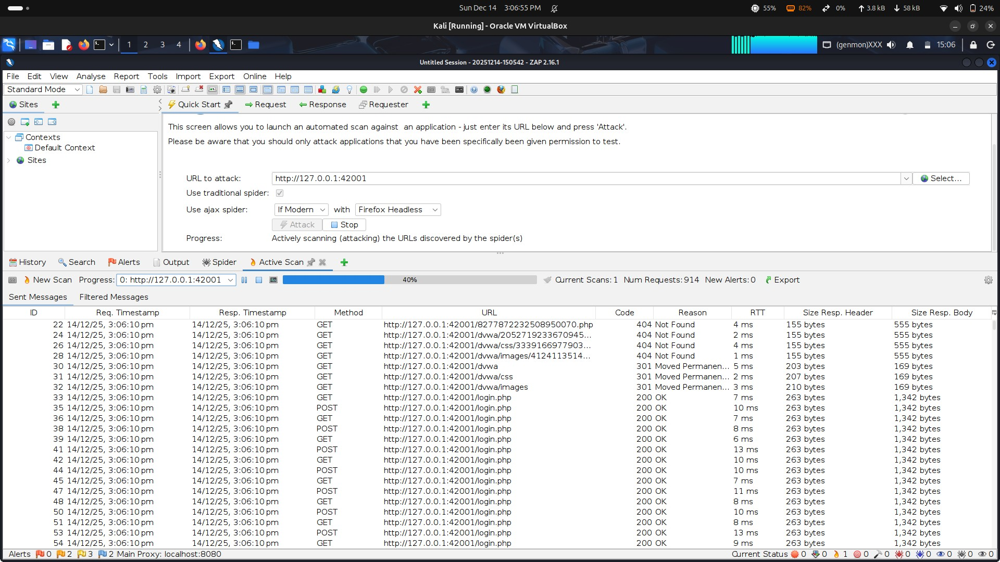 Sun Dec 14 3:06:55 PM 55% 82% 0% 3.8 kB 58 kB 24%
Kali [Running] - Oracle VM VirtualBox
1 2 3 4 (genmon)XXX 15:06
Untitled Session - 20251214-150542 - ZAP 2.16.1
File Edit View Analyse Report Tools Import Export Online Help
Standard Mode
Sites Quick Start Request Response Requester
This screen allows you to launch an automated scan against an application - just enter its URL below and press 'Attack'.
Please be aware that you should only attack applications that you have been specifically been given permission to test.
Contexts
Default Context
Sites
URL to attack: http://127.0.0.1:42001 Select...
Use traditional spider:
Use ajax spider: If Modern with Firefox Headless
Attack Stop
Progress: Actively scanning (attacking) the URLs discovered by the spider(s)
History Search Alerts Output Spider Active Scan
New Scan Progress: 0: http://127.0.0.1:42001 40% Current Scans: 1 Num Requests: 914 New Alerts: 0 Export
Sent Messages Filtered Messages
ID Req. Timestamp Resp. Timestamp Method URL Code Reason RTT Size Resp. Header Size Resp. Body
22 14/12/25, 3:06:10 pm 14/12/25, 3:06:10 pm GET http://127.0.0.1:42001/8277872232508950070.php 404 Not Found 4 ms 155 bytes 555 bytes
24 14/12/25, 3:06:10 pm 14/12/25, 3:06:10 pm GET http://127.0.0.1:42001/dvwa/2052719233670945... 404 Not Found 2 ms 155 bytes 555 bytes
26 14/12/25, 3:06:10 pm 14/12/25, 3:06:10 pm GET http://127.0.0.1:42001/dvwa/css/3339166977903... 404 Not Found 4 ms 155 bytes 555 bytes
28 14/12/25, 3:06:10 pm 14/12/25, 3:06:10 pm GET http://127.0.0.1:42001/dvwa/images/4124113514... 404 Not Found 1 ms 155 bytes 555 bytes
30 14/12/25, 3:06:10 pm 14/12/25, 3:06:10 pm GET http://127.0.0.1:42001/dvwa 301 Moved Permanen... 5 ms 203 bytes 169 bytes
31 14/12/25, 3:06:10 pm 14/12/25, 3:06:10 pm GET http://127.0.0.1:42001/dvwa/css 301 Moved Permanen... 2 ms 207 bytes 169 bytes
32 14/12/25, 3:06:10 pm 14/12/25, 3:06:10 pm GET http://127.0.0.1:42001/dvwa/images 301 Moved Permanen... 3 ms 210 bytes 169 bytes
33 14/12/25, 3:06:10 pm 14/12/25, 3:06:10 pm GET http://127.0.0.1:42001/login.php 200 OK 7 ms 263 bytes 1,342 bytes
35 14/12/25, 3:06:10 pm 14/12/25, 3:06:10 pm POST http://127.0.0.1:42001/login.php 200 OK 10 ms 263 bytes 1,342 bytes
36 14/12/25, 3:06:10 pm 14/12/25, 3:06:10 pm GET http://127.0.0.1:42001/login.php 200 OK 7 ms 263 bytes 1,342 bytes
38 14/12/25, 3:06:10 pm 14/12/25, 3:06:10 pm POST http://127.0.0.1:42001/login.php 200 OK 8 ms 263 bytes 1,342 bytes
39 14/12/25, 3:06:10 pm 14/12/25, 3:06:10 pm GET http://127.0.0.1:42001/login.php 200 OK 6 ms 263 bytes 1,342 bytes
41 14/12/25, 3:06:10 pm 14/12/25, 3:06:10 pm POST http://127.0.0.1:42001/login.php 200 OK 13 ms 263 bytes 1,342 bytes
42 14/12/25, 3:06:10 pm 14/12/25, 3:06:10 pm GET http://127.0.0.1:42001/login.php 200 OK 10 ms 263 bytes 1,342 bytes
44 14/12/25, 3:06:10 pm 14/12/25, 3:06:10 pm POST http://127.0.0.1:42001/login.php 200 OK 10 ms 263 bytes 1,342 bytes
45 14/12/25, 3:06:10 pm 14/12/25, 3:06:10 pm GET http://127.0.0.1:42001/login.php 200 OK 7 ms 263 bytes 1,342 bytes
47 14/12/25, 3:06:10 pm 14/12/25, 3:06:10 pm POST http://127.0.0.1:42001/login.php 200 OK 11 ms 263 bytes 1,342 bytes
48 14/12/25, 3:06:10 pm 14/12/25, 3:06:10 pm GET http://127.0.0.1:42001/login.php 200 OK 8 ms 263 bytes 1,342 bytes
50 14/12/25, 3:06:10 pm 14/12/25, 3:06:10 pm POST http://127.0.0.1:42001/login.php 200 OK 10 ms 263 bytes 1,342 bytes
51 14/12/25, 3:06:10 pm 14/12/25, 3:06:10 pm GET http://127.0.0.1:42001/login.php 200 OK 8 ms 263 bytes 1,342 bytes
53 14/12/25, 3:06:10 pm 14/12/25, 3:06:10 pm POST http://127.0.0.1:42001/login.php 200 OK 13 ms 263 bytes 1,342 bytes
54 14/12/25, 3:06:10 pm 14/12/25, 3:06:10 pm GET http://127.0.0.1:42001/login.php 200 OK 9 ms 263 bytes 1,342 bytes
Alerts 0 2 3 2 Main Proxy: localhost:8080 Current Status 0 0 1 0 0 0 0 0 0 0